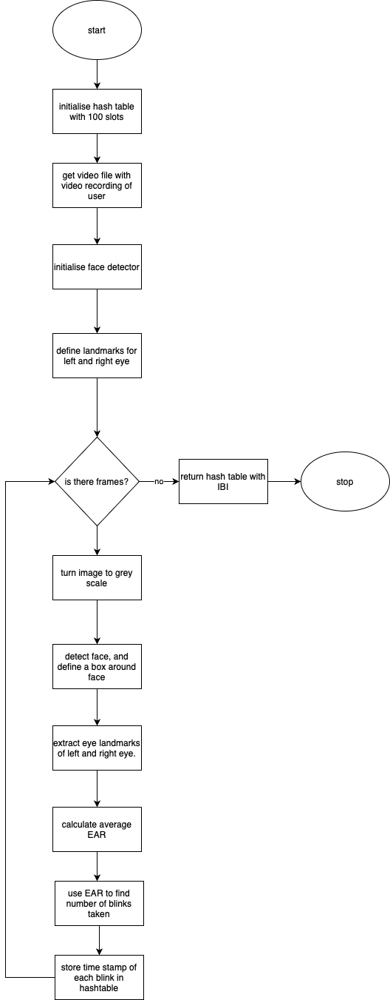 start
initialise hash table
with 100 slots
get video file with
video recording of
user
initialise face detector
define landmarks for
left and right eye
is there frames?
no
return hash table with
IBI
stop
turn image to grey
scale
detect face, and
define a box around
face
extract eye landmarks
of left and right eye.
calculate average
EAR
use EAR to find
number of blinks
taken
store time stamp of
each blink in
hashtable